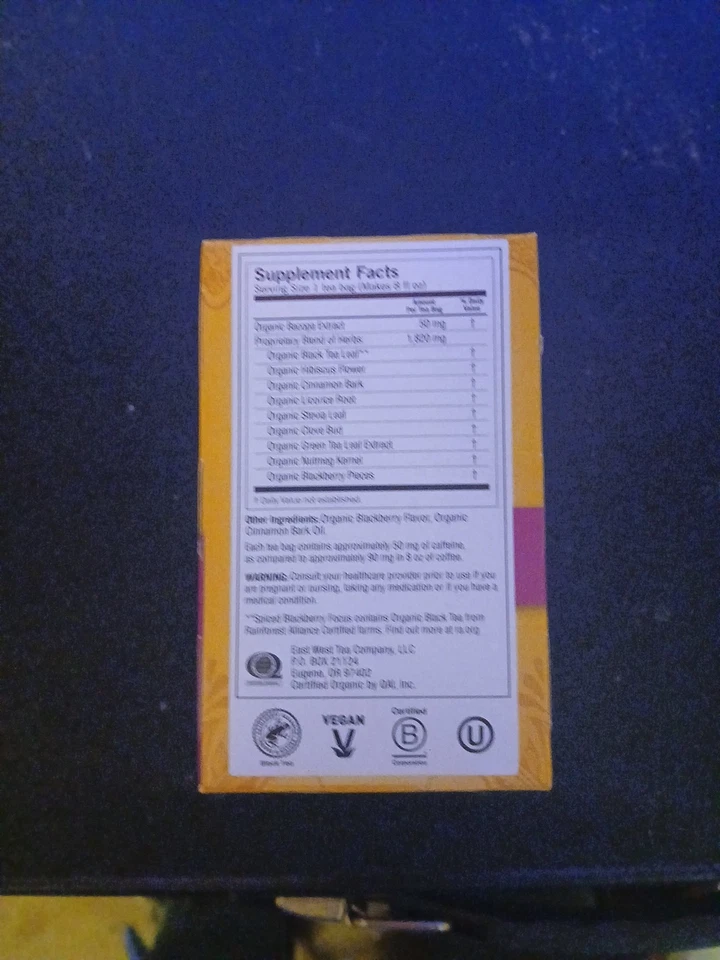 Supplement Facts
Serving Size 1 tea bag (Makes 8 fl oz)
Amount Per Tea Bag % Daily Value
Organic Bacopa Extract 50 mg †
Proprietary Blend of Herbs: 1,820 mg
Organic Black Tea Leaf** †
Organic Hibiscus Flower †
Organic Cinnamon Bark †
Organic Licorice Root †
Organic Stevia Leaf †
Organic Clove Bud †
Organic Green Tea Leaf Extract †
Organic Nutmeg Kernel †
Organic Blackberry Pieces †
† Daily Value not established.
Other Ingredients: Organic Blackberry Flavor, Organic
Cinnamon Bark Oil.
Each tea bag contains approximately 50 mg of caffeine,
as compared to approximately 90 mg in 8 oz of coffee.
WARNING: Consult your healthcare provider prior to use if you
are pregnant or nursing, taking any medication or if you have a
medical condition.
**Spiced Blackberry Focus contains Organic Black Tea from
Rainforest Alliance Certified farms. Find out more at ra.org
East West Tea Company, LLC
P.O. BOX 21124
Eugene, OR 97402
Certified Organic by QAI, Inc.
VEGAN
V
Certified
B
Corporation
U
Black Tea